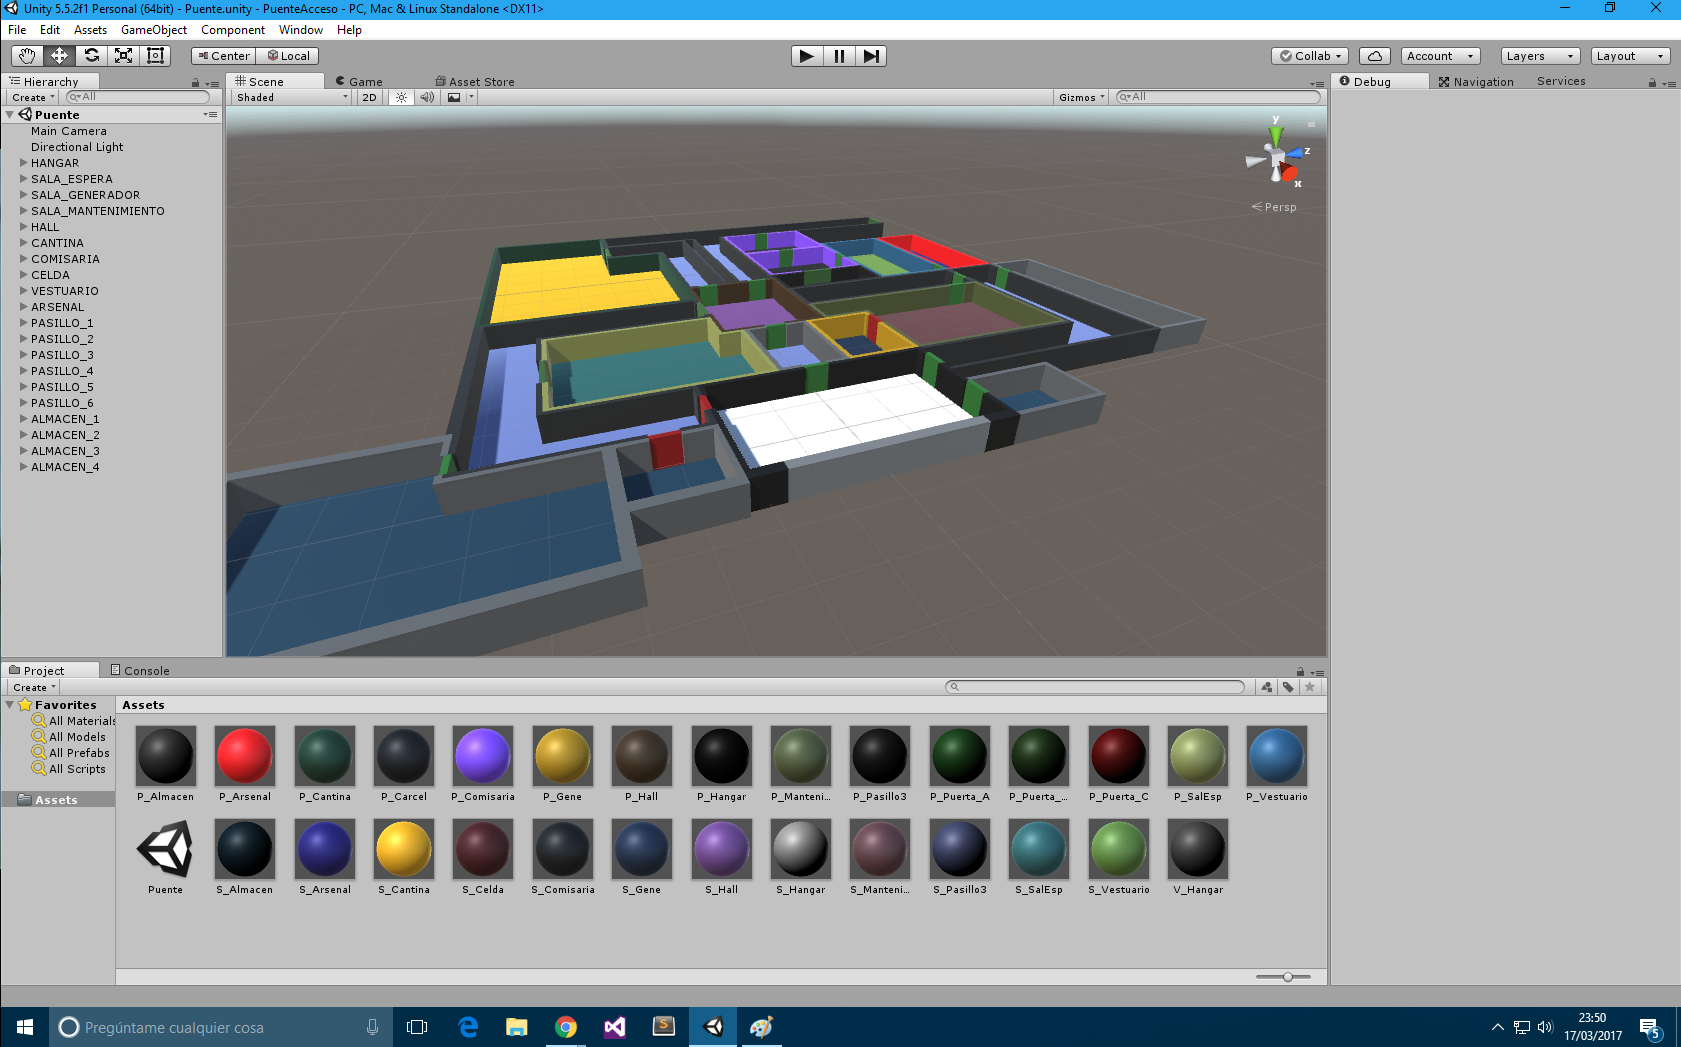 Unity 5.5.2f1 Personal (64bit) - Puente.unity - PuenteAcceso - PC, Mac & Linux Standalone <DX11>
File Edit Assets GameObject Component Window Help
Center Local Collab Account Layers Layout
Hierarchy
Create All
Puente
Main Camera
Directional Light
HANGAR
SALA_ESPERA
SALA_GENERADOR
SALA_MANTENIMIENTO
HALL
CANTINA
COMISARIA
CELDA
VESTUARIO
ARSENAL
PASILLO_1
PASILLO_2
PASILLO_3
PASILLO_4
PASILLO_5
PASILLO_6
ALMACEN_1
ALMACEN_2
ALMACEN_3
ALMACEN_4
Scene Game Asset Store
Shaded 2D Gizmos All
y
z
x
Persp
Debug Navigation Services
Project Console
Create
Favorites
All Materials
All Models
All Prefabs
All Scripts
Assets
Assets
P_Almacen P_Arsenal P_Cantina P_Carcel P_Comisaria P_Gene P_Hall P_Hangar P_Manteni... P_Pasillo3 P_Puerta_A P_Puerta_... P_Puerta_C P_SalEsp P_Vestuario
Puente S_Almacen S_Arsenal S_Cantina S_Celda S_Comisaria S_Gene S_Hall S_Hangar S_Manteni... S_Pasillo3 S_SalEsp S_Vestuario V_Hangar
Pregúntame cualquier cosa
23:50
17/03/2017
5